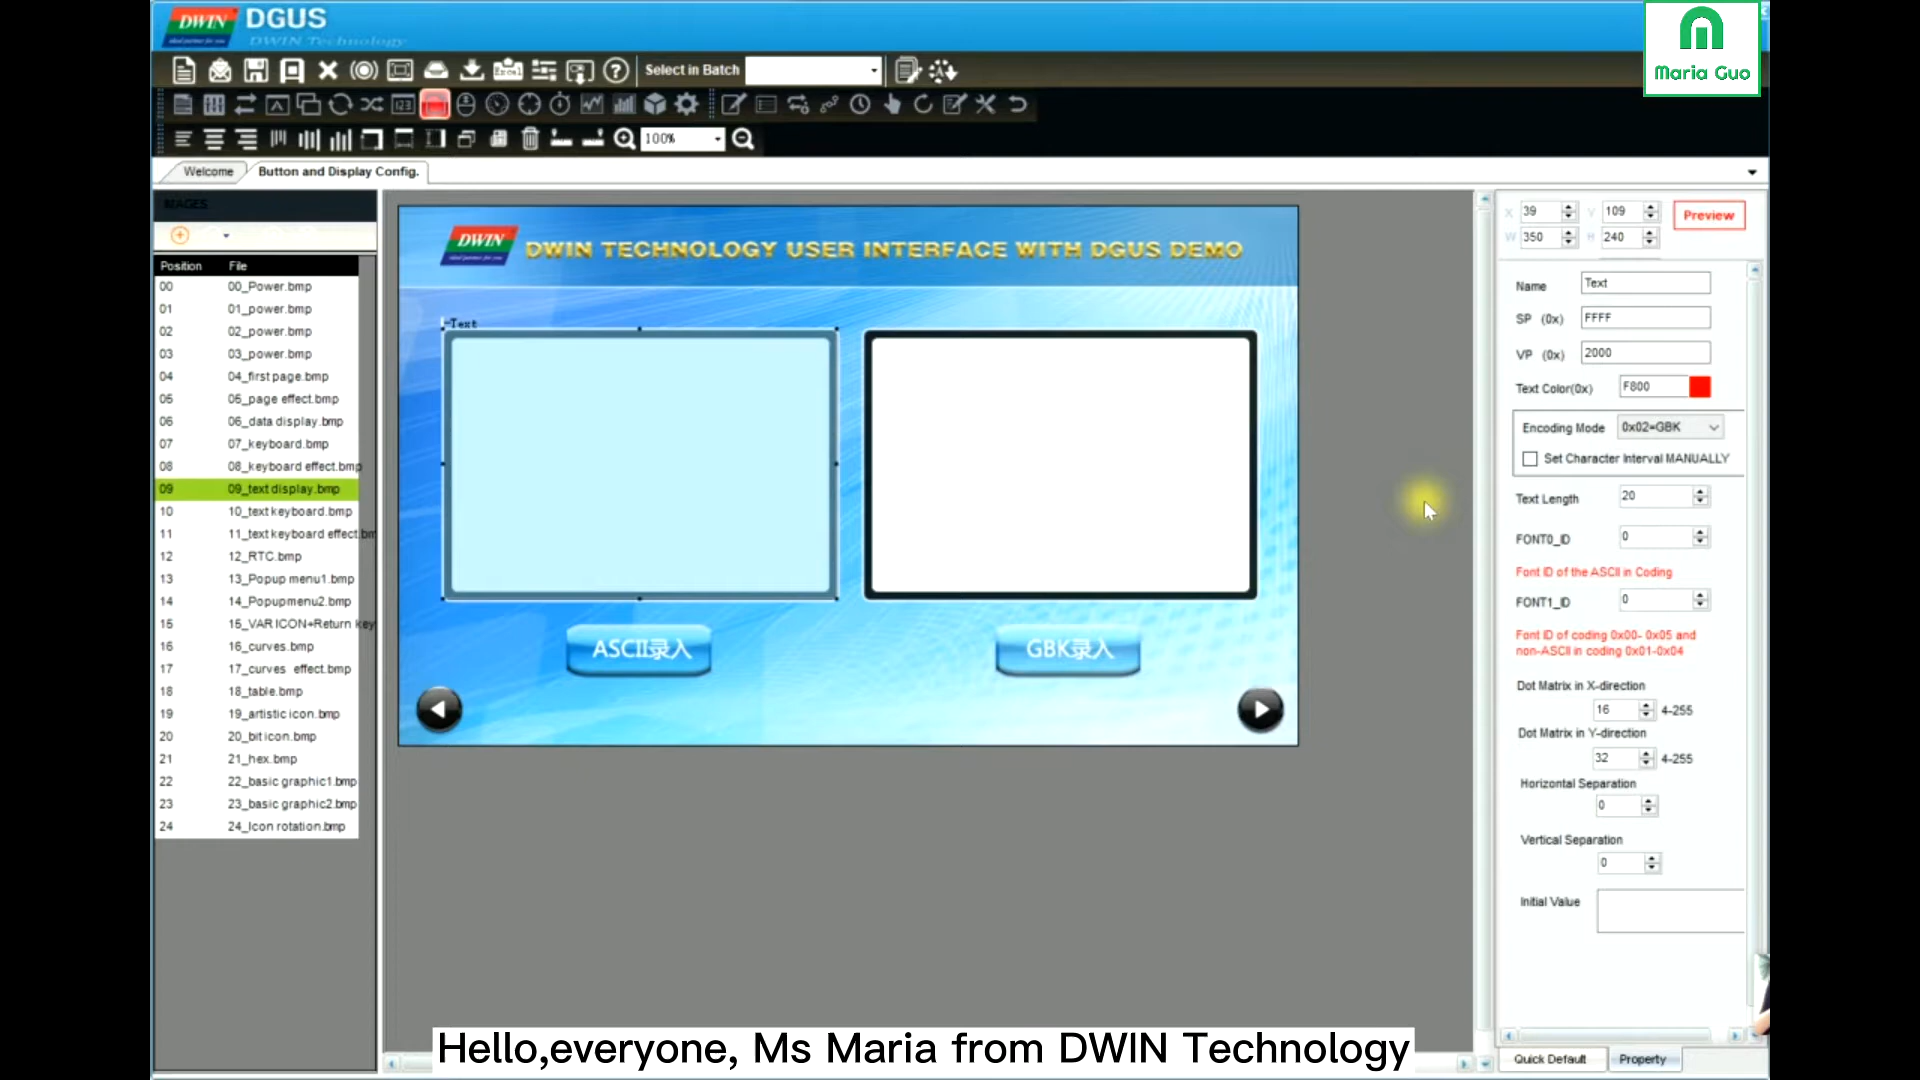 DWIN
DGUS
DWIN Technology
Maria Guo
Select in Batch
100%
Welcome
Button and Display Config.
IMAGES
Position File
00 00_Power.bmp
01 01_power.bmp
02 02_power.bmp
03 03_power.bmp
04 04_first page.bmp
05 05_page effect.bmp
06 06_data display.bmp
07 07_keyboard.bmp
08 08_keyboard effect.bmp
09 09_text display.bmp
10 10_text keyboard.bmp
11 11_text keyboard effect.bm
12 12_RTC.bmp
13 13_Popup menu1.bmp
14 14_Popupmenu2.bmp
15 15_VAR ICON+Return key
16 16_curves.bmp
17 17_curves effect.bmp
18 18_table.bmp
19 19_artistic icon.bmp
20 20_bit icon.bmp
21 21_hex.bmp
22 22_basic graphic1.bmp
23 23_basic graphic2.bmp
24 24_Icon rotation.bmp
DWIN
DWIN TECHNOLOGY USER INTERFACE WITH DGUS DEMO
Text
ASCII录入
GBK录入
X 39 Y 109
W 350 H 240
Preview
Name Text
SP (0x) FFFF
VP (0x) 2000
Text Color(0x) F800
Encoding Mode 0x02=GBK
Set Character Interval MANUALLY
Text Length 20
FONT0_ID 0
Font ID of the ASCII in Coding
FONT1_ID 0
Font ID of coding 0x00- 0x05 and
non-ASCII in coding 0x01-0x04
Dot Matrix in X-direction
16 4-255
Dot Matrix in Y-direction
32 4-255
Horizontal Separation
0
Vertical Separation
0
Initial Value
Quick Default
Property
Hello,everyone, Ms Maria from DWIN Technology